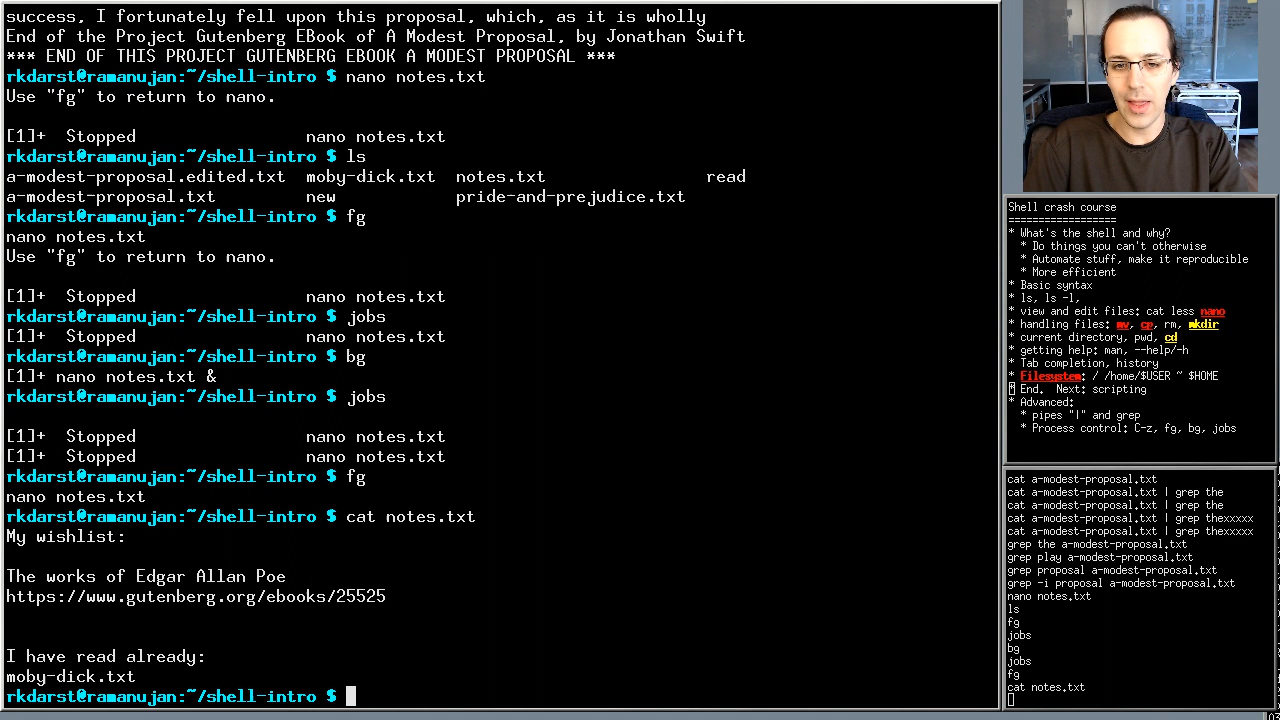 success, I fortunately fell upon this proposal, which, as it is wholly
End of the Project Gutenberg EBook of A Modest Proposal, by Jonathan Swift
*** END OF THIS PROJECT GUTENBERG EBOOK A MODEST PROPOSAL ***
rkdarst@ramanujan:~/shell-intro $ nano notes.txt
Use "fg" to return to nano.
[1]+  Stopped                 nano notes.txt
rkdarst@ramanujan:~/shell-intro $ ls
a-modest-proposal.edited.txt  moby-dick.txt  notes.txt                read
a-modest-proposal.txt         new            pride-and-prejudice.txt
rkdarst@ramanujan:~/shell-intro $ fg
nano notes.txt
Use "fg" to return to nano.
[1]+  Stopped                 nano notes.txt
rkdarst@ramanujan:~/shell-intro $ jobs
[1]+  Stopped                 nano notes.txt
rkdarst@ramanujan:~/shell-intro $ bg
[1]+ nano notes.txt &
rkdarst@ramanujan:~/shell-intro $ jobs
[1]+  Stopped                 nano notes.txt
[1]+  Stopped                 nano notes.txt
rkdarst@ramanujan:~/shell-intro $ fg
nano notes.txt
rkdarst@ramanujan:~/shell-intro $ cat notes.txt
My wishlist:
The works of Edgar Allan Poe
https://www.gutenberg.org/ebooks/25525
I have read already:
moby-dick.txt
rkdarst@ramanujan:~/shell-intro $
Shell crash course
==================
* What's the shell and why?
  * Do things you can't otherwise
  * Automate stuff, make it reproducible
  * More efficient
* Basic syntax
* ls, ls -l,
* view and edit files: cat less nano
* handling files: mv, cp, rm, mkdir
* current directory, pwd, cd
* getting help: man, --help/-h
* Tab completion, history
* Filesystem: / /home/$USER ~ $HOME
* End.  Next: scripting
* Advanced:
  * pipes "|" and grep
  * Process control: C-z, fg, bg, jobs
cat a-modest-proposal.txt
cat a-modest-proposal.txt | grep the
cat a-modest-proposal.txt | grep the
cat a-modest-proposal.txt | grep thexxxxx
cat a-modest-proposal.txt | grep thexxxxx
grep the a-modest-proposal.txt
grep play a-modest-proposal.txt
grep proposal a-modest-proposal.txt
grep -i proposal a-modest-proposal.txt
nano notes.txt
ls
fg
jobs
bg
jobs
fg
cat notes.txt